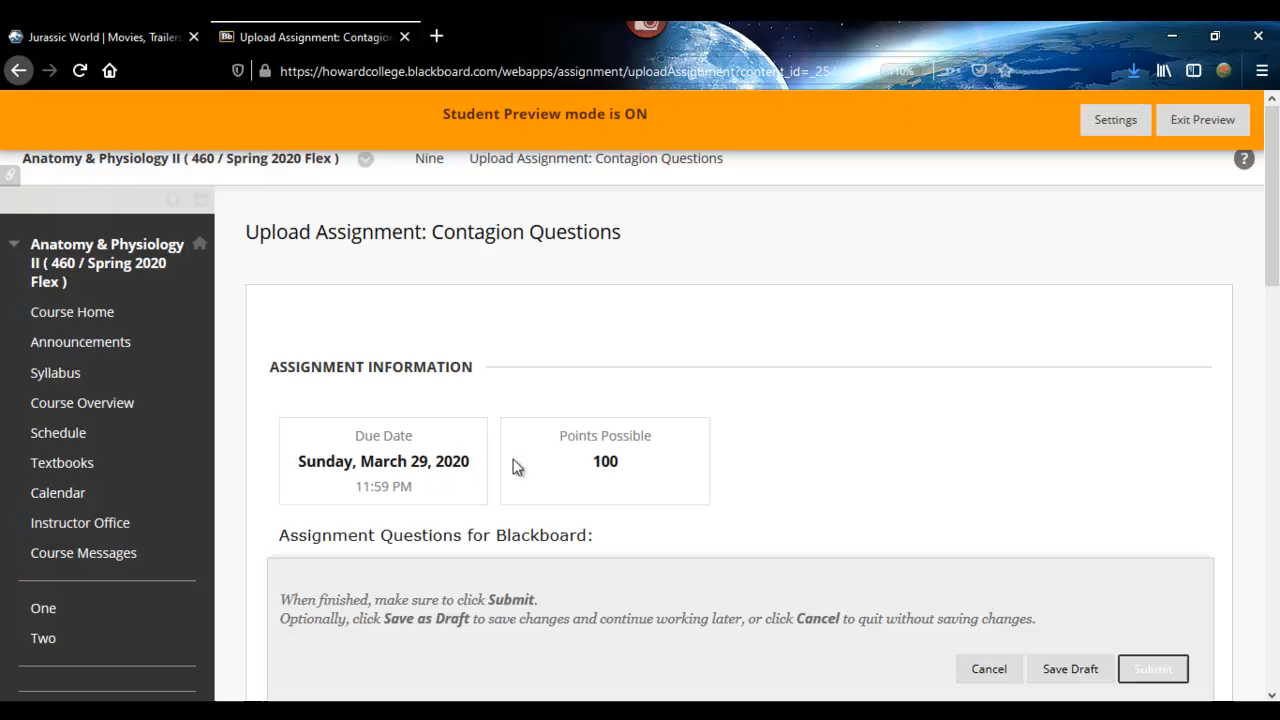 Jurassic World | Movies, Trailer
Upload Assignment: Contagion
https://howardcollege.blackboard.com/webapps/assignment/uploadAssignment?content_id=_254
110%
Student Preview mode is ON
Settings
Exit Preview
Anatomy & Physiology II ( 460 / Spring 2020 Flex )
Nine
Upload Assignment: Contagion Questions
?
Anatomy & Physiology
II ( 460 / Spring 2020
Flex )
Course Home
Announcements
Syllabus
Course Overview
Schedule
Textbooks
Calendar
Instructor Office
Course Messages
One
Two
Upload Assignment: Contagion Questions
ASSIGNMENT INFORMATION
Due Date
Sunday, March 29, 2020
11:59 PM
Points Possible
100
Assignment Questions for Blackboard:
When finished, make sure to click Submit.
Optionally, click Save as Draft to save changes and continue working later, or click Cancel to quit without saving changes.
Cancel
Save Draft
Submit